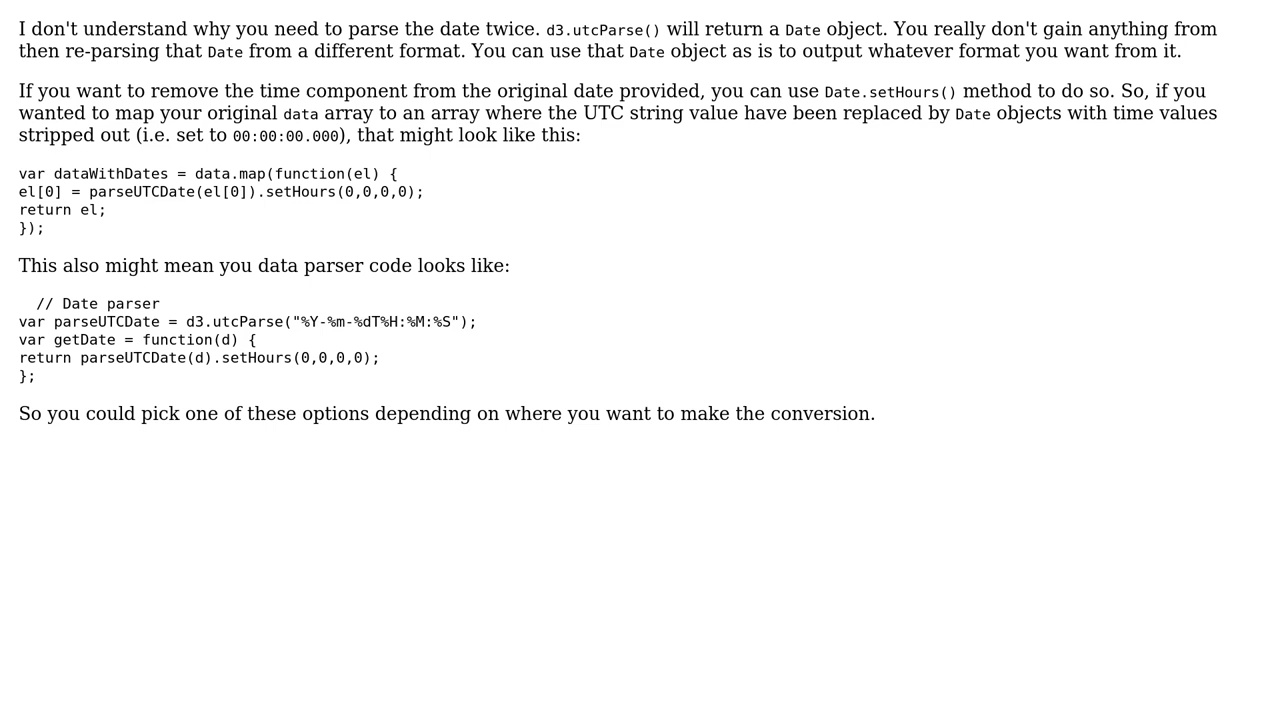 I don't understand why you need to parse the date twice. d3.utcParse() will return a Date object. You really don't gain anything from
then re-parsing that Date from a different format. You can use that Date object as is to output whatever format you want from it.
If you want to remove the time component from the original date provided, you can use Date.setHours() method to do so. So, if you
wanted to map your original data array to an array where the UTC string value have been replaced by Date objects with time values
stripped out (i.e. set to 00:00:00.000), that might look like this:
var dataWithDates = data.map(function(el) {
el[0] = parseUTCDate(el[0]).setHours(0,0,0,0);
return el;
});
This also might mean you data parser code looks like:
  // Date parser
var parseUTCDate = d3.utcParse("%Y-%m-%dT%H:%M:%S");
var getDate = function(d) {
return parseUTCDate(d).setHours(0,0,0,0);
};
So you could pick one of these options depending on where you want to make the conversion.